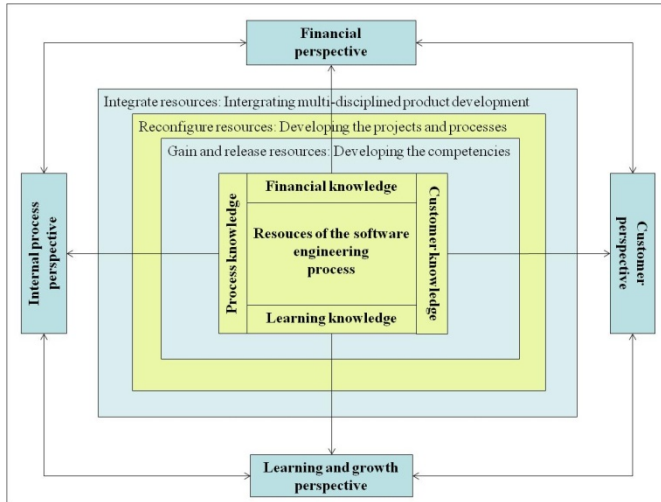 Financial
perspective
Integrate resources: Intergrating multi-disciplined product development
Reconfigure resources: Developing the projects and processes
Gain and release resources: Developing the competencies
Internal process
perspective
Process knowledge
Financial knowledge
Resouces of the software
engineering
process
Learning knowledge
Customer knowledge
Customer
perspective
Learning and growth
perspective